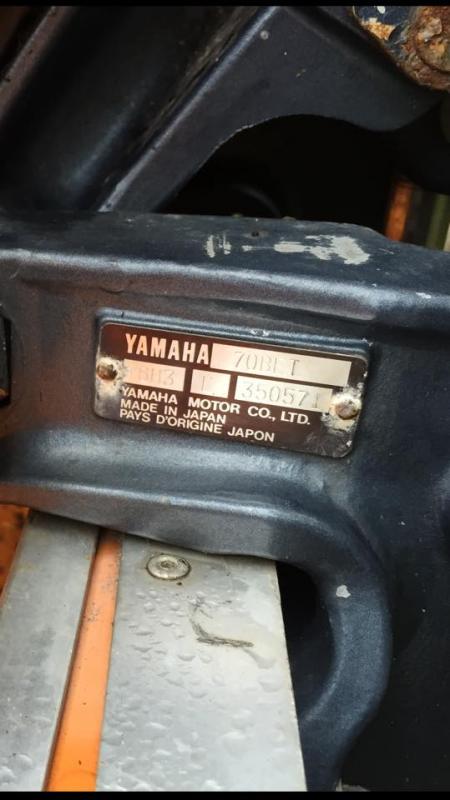 YAMAHA 70BET
6H3 L 350571
YAMAHA MOTOR CO., LTD.
MADE IN JAPAN
PAYS D'ORIGINE JAPON